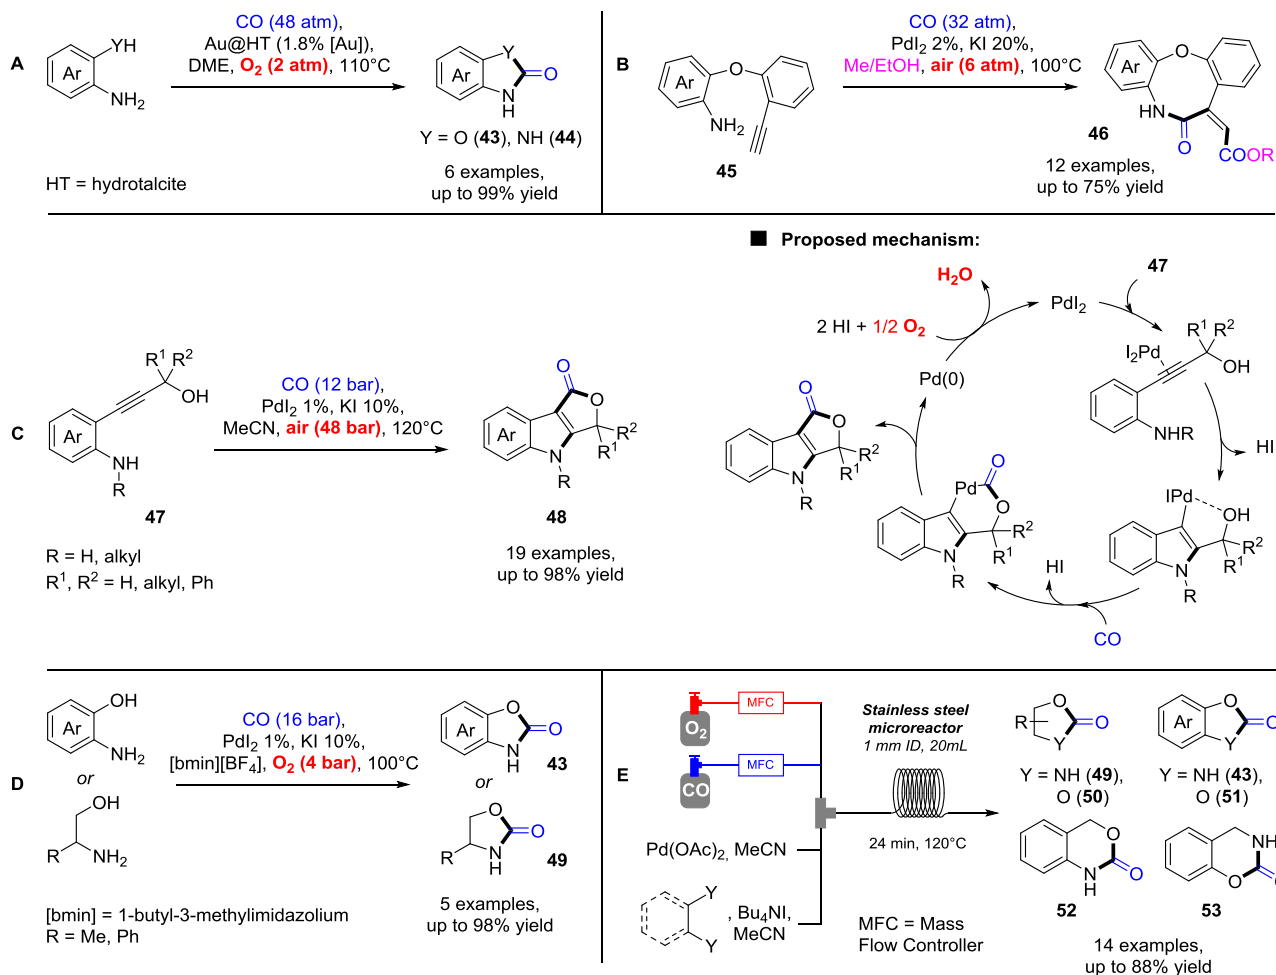 A
YH
Ar
NH2
CO (48 atm),
Au@HT (1.8% [Au]),
DME, O2 (2 atm), 110°C
Y
Ar
O
N
H
Y = O (43), NH (44)
6 examples,
up to 99% yield
HT = hydrotalcite
B
Ar
O
NH2
45
CO (32 atm),
PdI2 2%, KI 20%,
Me/EtOH, air (6 atm), 100°C
O
Ar
HN
O
COOR
46
12 examples,
up to 75% yield
C
R1
R2
OH
Ar
NH
R
47
CO (12 bar),
PdI2 1%, KI 10%,
MeCN, air (48 bar), 120°C
O
O
Ar
R2
R1
N
R
48
R = H, alkyl
R1, R2 = H, alkyl, Ph
19 examples,
up to 98% yield
■ Proposed mechanism:
H2O
47
PdI2
2 HI + 1/2 O2
R1 R2
I2Pd
OH
NHR
Pd(0)
HI
O
O
R2
R1
N
R
O
Pd
O
R2
R1
N
R
IPd
OH
R2
R1
N
R
HI
CO
D
OH
Ar
NH2
or
OH
R
NH2
CO (16 bar),
PdI2 1%, KI 10%,
[bmin][BF4], O2 (4 bar), 100°C
O
Ar
O
N
H
43
or
O
O
N
H
R
49
5 examples,
up to 98% yield
[bmin] = 1-butyl-3-methylimidazolium
R = Me, Ph
E
O2
MFC
CO
MFC
Pd(OAc)2, MeCN
Y
Y
, Bu4NI,
MeCN
Stainless steel
microreactor
1 mm ID, 20mL
24 min, 120°C
MFC = Mass
Flow Controller
R
O
O
Y
Y = NH (49),
O (50)
Ar
O
O
Y
Y = NH (43),
O (51)
O
N
H
O
52
NH
O
O
53
14 examples,
up to 88% yield